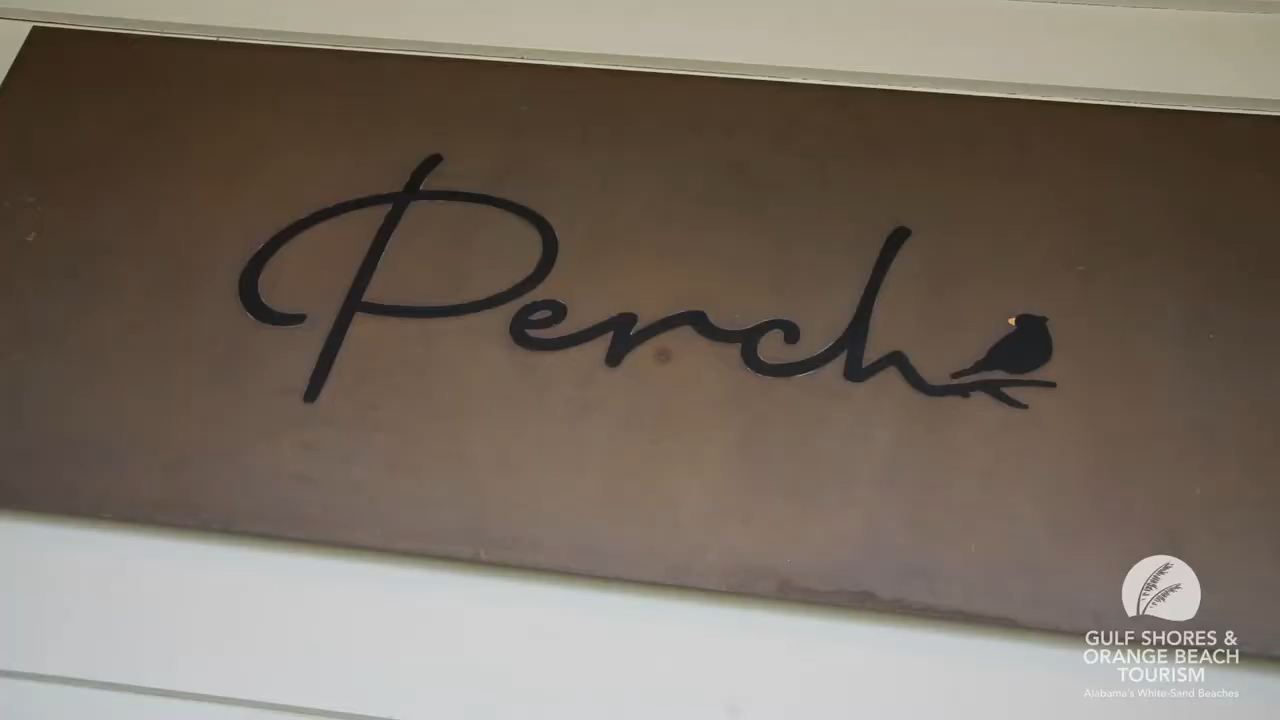 Perch
GULF SHORES &
ORANGE BEACH
TOURISM
Alabama's White-Sand Beaches